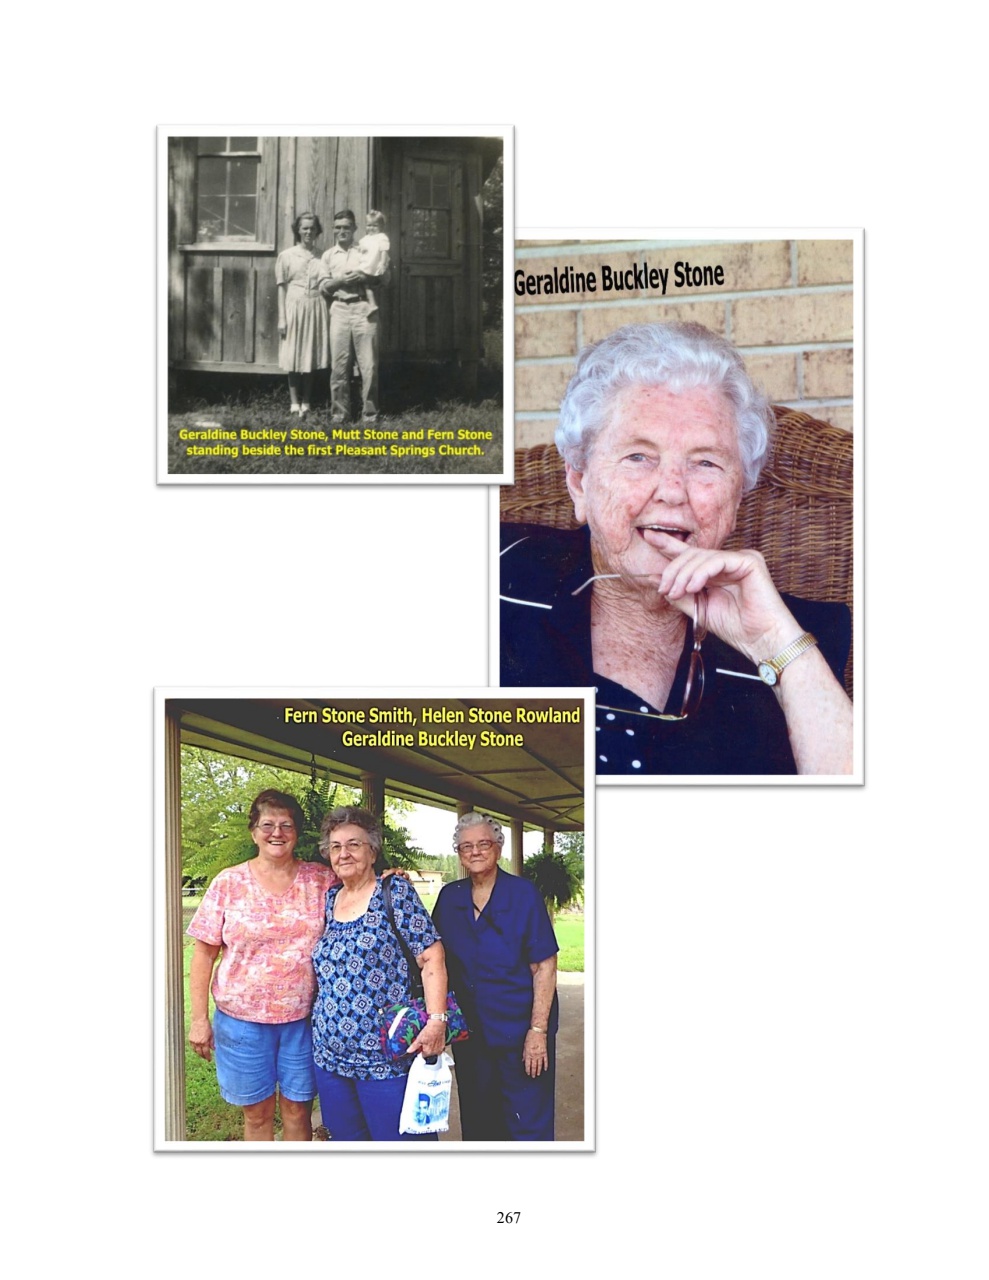 Geraldine Buckley Stone, Mutt Stone and Fern Stone
standing beside the first Pleasant Springs Church.
Geraldine Buckley Stone
Fern Stone Smith, Helen Stone Rowland
Geraldine Buckley Stone
267